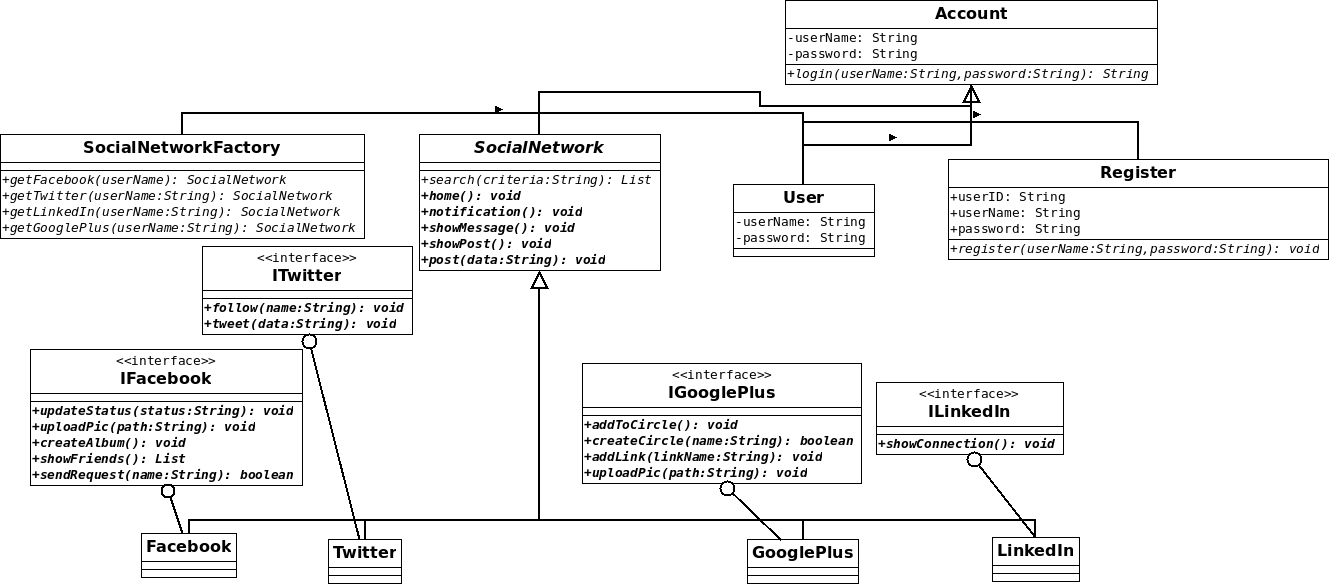 Account
-userName: String
-password: String
+login(userName:String,password:String): String
SocialNetworkFactory
+getFacebook(userName): SocialNetwork
+getTwitter(userName:String): SocialNetwork
+getLinkedIn(userName:String): SocialNetwork
+getGooglePlus(userName:String): SocialNetwork
SocialNetwork
+search(criteria:String): List
+home(): void
+notification(): void
+showMessage(): void
+showPost(): void
+post(data:String): void
User
-userName: String
-password: String
Register
+userID: String
+userName: String
+password: String
+register(userName:String,password:String): void
<<interface>>
ITwitter
+follow(name:String): void
+tweet(data:String): void
<<interface>>
IFacebook
+updateStatus(status:String): void
+uploadPic(path:String): void
+createAlbum(): void
+showFriends(): List
+sendRequest(name:String): boolean
<<interface>>
IGooglePlus
+addToCircle(): void
+createCircle(name:String): boolean
+addLink(linkName:String): void
+uploadPic(path:String): void
<<interface>>
ILinkedIn
+showConnection(): void
Facebook
Twitter
GooglePlus
LinkedIn